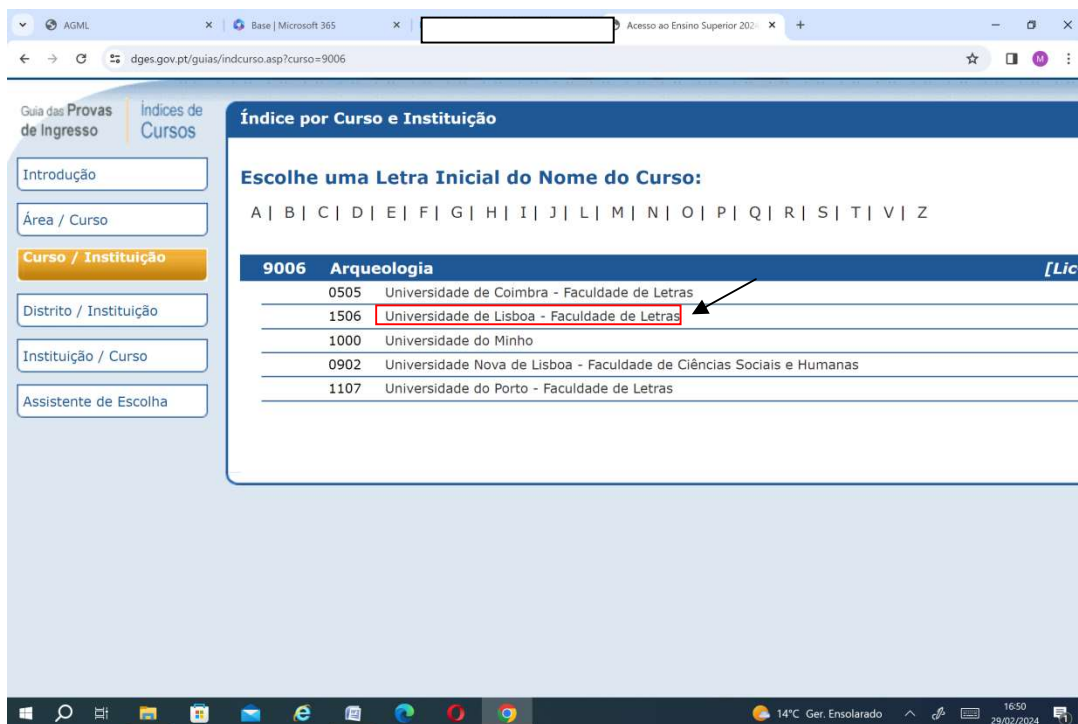 AGML
Base | Microsoft 365
Acesso ao Ensino Superior 202
dges.gov.pt/guias/indcurso.asp?curso=9006
M
Guia das Provas de Ingresso
Índices de Cursos
Introdução
Área / Curso
Curso / Instituição
Distrito / Instituição
Instituição / Curso
Assistente de Escolha
Índice por Curso e Instituição
Escolhe uma Letra Inicial do Nome do Curso:
A | B | C | D | E | F | G | H | I | J | L | M | N | O | P | Q | R | S | T | V | Z
9006 Arqueologia [Lic
0505 Universidade de Coimbra - Faculdade de Letras
1506 Universidade de Lisboa - Faculdade de Letras
1000 Universidade do Minho
0902 Universidade Nova de Lisboa - Faculdade de Ciências Sociais e Humanas
1107 Universidade do Porto - Faculdade de Letras
14°C Ger. Ensolarado
16:50
29/02/2024